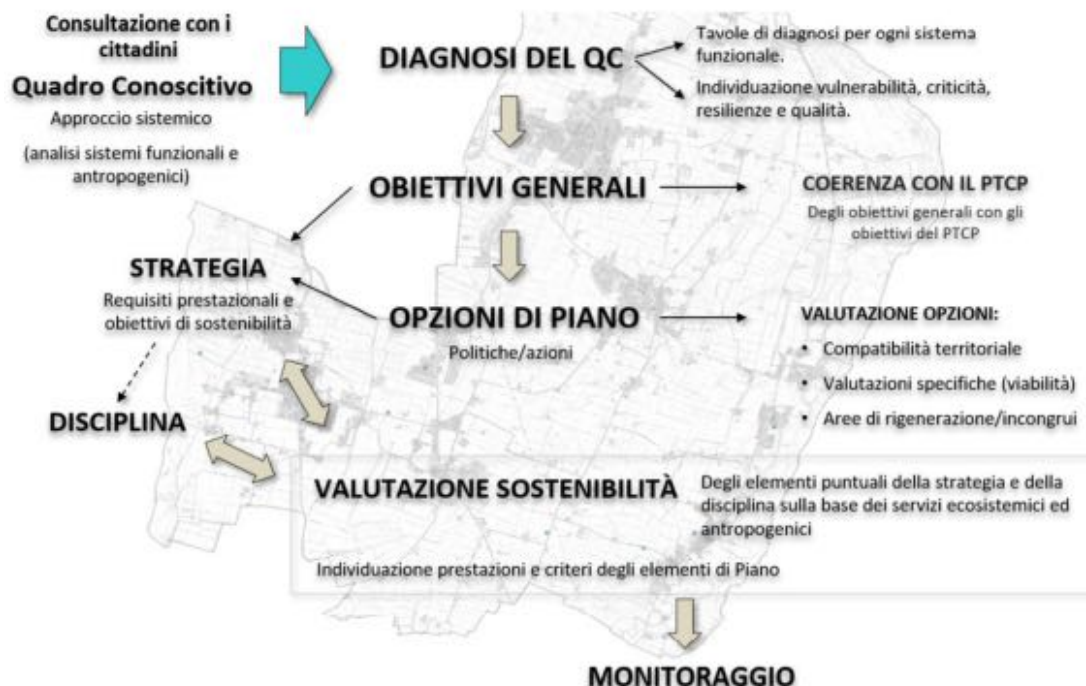 Consultazione con i
cittadini
Quadro Conoscitivo
Approccio sistemico
(analisi sistemi funzionali e
antropogenici)
DIAGNOSI DEL QC
Tavole di diagnosi per ogni sistema
funzionale.
Individuazione vulnerabilità, criticità,
resilienze e qualità.
OBIETTIVI GENERALI
COERENZA CON IL PTCP
Degli obiettivi generali con gli
obiettivi del PTCP
STRATEGIA
Requisiti prestazionali e
obiettivi di sostenibilità
OPZIONI DI PIANO
Politiche/azioni
VALUTAZIONE OPZIONI:
• Compatibilità territoriale
• Valutazioni specifiche (viabilità)
• Aree di rigenerazione/incongrui
DISCIPLINA
VALUTAZIONE SOSTENIBILITÀ
Degli elementi puntuali della strategia e della
disciplina sulla base dei servizi ecosistemici ed
antropogenici
Individuazione prestazioni e criteri degli elementi di Piano
MONITORAGGIO